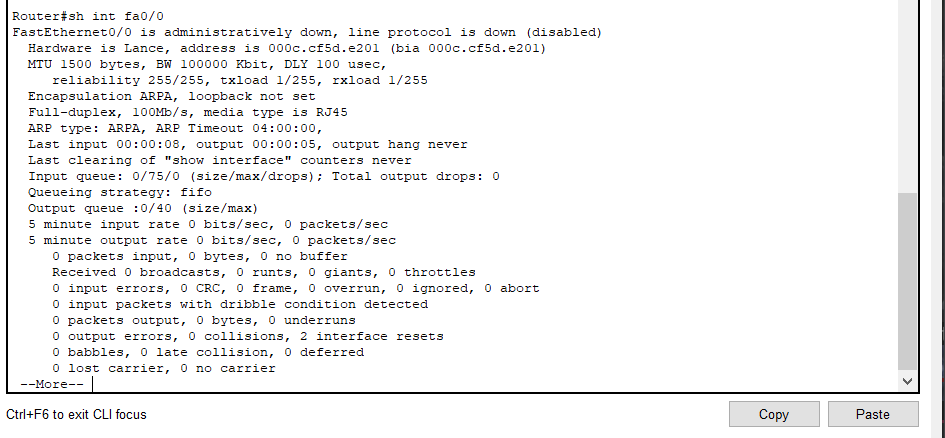 Router#sh int fa0/0
FastEthernet0/0 is administratively down, line protocol is down (disabled)
Hardware is Lance, address is 000c.cf5d.e201 (bia 000c.cf5d.e201)
MTU 1500 bytes, BW 100000 Kbit, DLY 100 usec,
reliability 255/255, txload 1/255, rxload 1/255
Encapsulation ARPA, loopback not set
Full-duplex, 100Mb/s, media type is RJ45
ARP type: ARPA, ARP Timeout 04:00:00,
Last input 00:00:08, output 00:00:05, output hang never
Last clearing of "show interface" counters never
Input queue: 0/75/0 (size/max/drops); Total output drops: 0
Queueing strategy: fifo
Output queue :0/40 (size/max)
5 minute input rate 0 bits/sec, 0 packets/sec
5 minute output rate 0 bits/sec, 0 packets/sec
0 packets input, 0 bytes, 0 no buffer
Received 0 broadcasts, 0 runts, 0 giants, 0 throttles
0 input errors, 0 CRC, 0 frame, 0 overrun, 0 ignored, 0 abort
0 input packets with dribble condition detected
0 packets output, 0 bytes, 0 underruns
0 output errors, 0 collisions, 2 interface resets
0 babbles, 0 late collision, 0 deferred
0 lost carrier, 0 no carrier
--More--
Ctrl+F6 to exit CLI focus
Copy
Paste